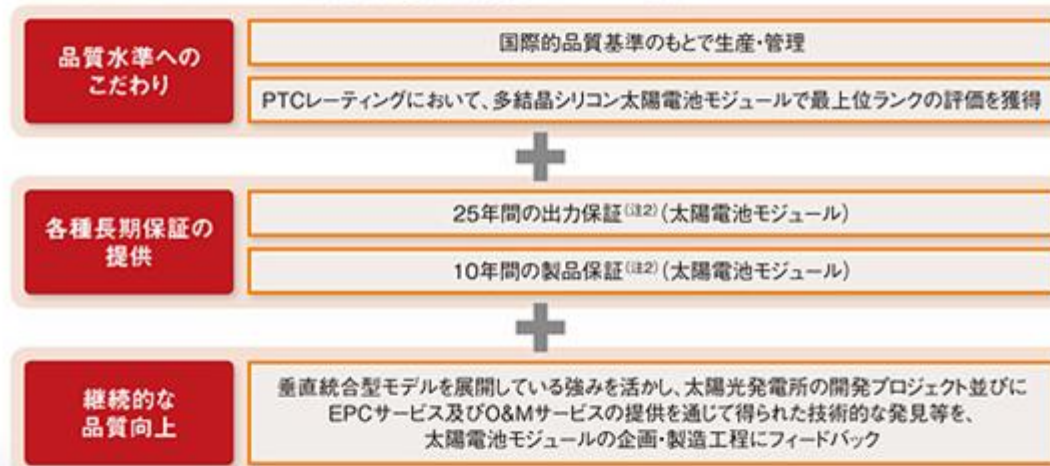 品質水準への
こだわり
国際的品質基準のもとで生産・管理
PTCレーティングにおいて、多結晶シリコン太陽電池モジュールで最上位ランクの評価を獲得
各種長期保証の
提供
25年間の出力保証(注2)(太陽電池モジュール)
10年間の製品保証(注2)(太陽電池モジュール)
継続的な
品質向上
垂直統合型モデルを展開している強みを活かし、太陽光発電所の開発プロジェクト並びに
EPCサービス及びO&Mサービスの提供を通じて得られた技術的な発見等を、
太陽電池モジュールの企画・製造工程にフィードバック